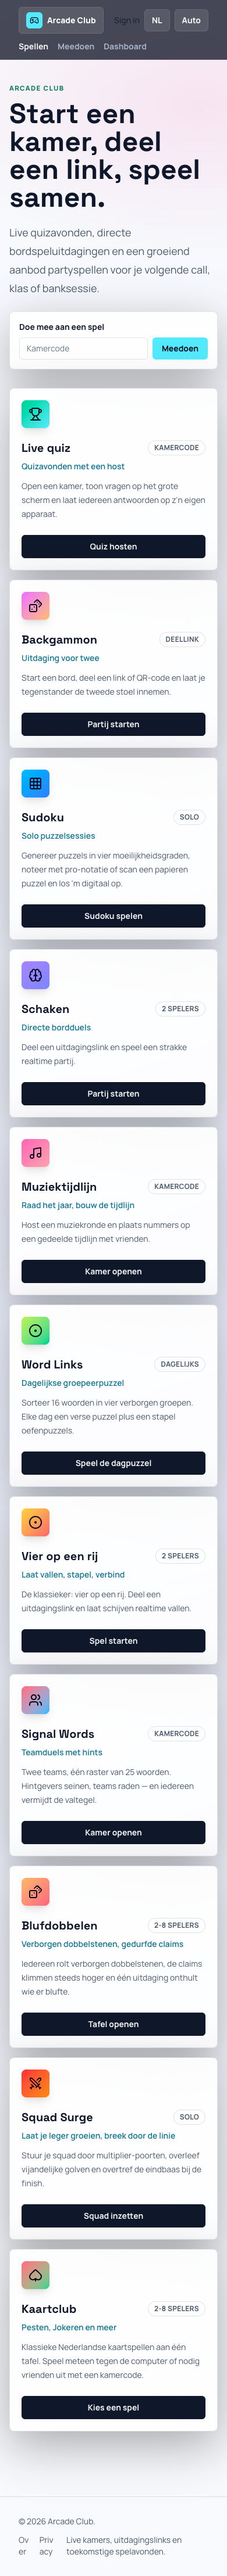 Arcade Club
Sign in
NL
Auto
Spellen
Meedoen
Dashboard
ARCADE CLUB
Start een
kamer, deel
een link, speel
samen.
Live quizavonden, directe
bordspeluitdagingen en een groeiend
aanbod partyspellen voor je volgende call,
klas of banksessie.
Doe mee aan een spel
Kamercode
Meedoen
Live quiz
KAMERCODE
Quizavonden met een host
Open een kamer, toon vragen op het grote
scherm en laat iedereen antwoorden op z'n eigen
apparaat.
Quiz hosten
Backgammon
DEELLINK
Uitdaging voor twee
Start een bord, deel een link of QR-code en laat je
tegenstander de tweede stoel innemen.
Partij starten
Sudoku
SOLO
Solo puzzelsessies
Genereer puzzels in vier moeilijkheidsgraden,
noteer met pro-notatie of scan een papieren
puzzel en los 'm digitaal op.
Sudoku spelen
Schaken
2 SPELERS
Directe bordduels
Deel een uitdagingslink en speel een strakke
realtime partij.
Partij starten
Muziektijdlijn
KAMERCODE
Raad het jaar, bouw de tijdlijn
Host een muziekronde en plaats nummers op
een gedeelde tijdlijn met vrienden.
Kamer openen
Word Links
DAGELIJKS
Dagelijkse groepeerpuzzel
Sorteer 16 woorden in vier verborgen groepen.
Elke dag een verse puzzel plus een stapel
oefenpuzzels.
Speel de dagpuzzel
Vier op een rij
2 SPELERS
Laat vallen, stapel, verbind
De klassieker: vier op een rij. Deel een
uitdagingslink en laat schijven realtime vallen.
Spel starten
Signal Words
KAMERCODE
Teamduels met hints
Twee teams, één raster van 25 woorden.
Hintgevers seinen, teams raden — en iedereen
vermijdt de valtegel.
Kamer openen
Blufdobbelen
2-8 SPELERS
Verborgen dobbelstenen, gedurfde claims
Iedereen rolt verborgen dobbelstenen, de claims
klimmen steeds hoger en één uitdaging onthult
wie er blufte.
Tafel openen
Squad Surge
SOLO
Laat je leger groeien, breek door de linie
Stuur je squad door multiplier-poorten, overleef
vijandelijke golven en overtref de eindbaas bij de
finish.
Squad inzetten
Kaartclub
2-8 SPELERS
Pesten, Jokeren en meer
Klassieke Nederlandse kaartspellen aan één
tafel. Speel meteen tegen de computer of nodig
vrienden uit met een kamercode.
Kies een spel
© 2026 Arcade Club.
Ov
er
Priv
acy
Live kamers, uitdagingslinks en
toekomstige spelavonden.